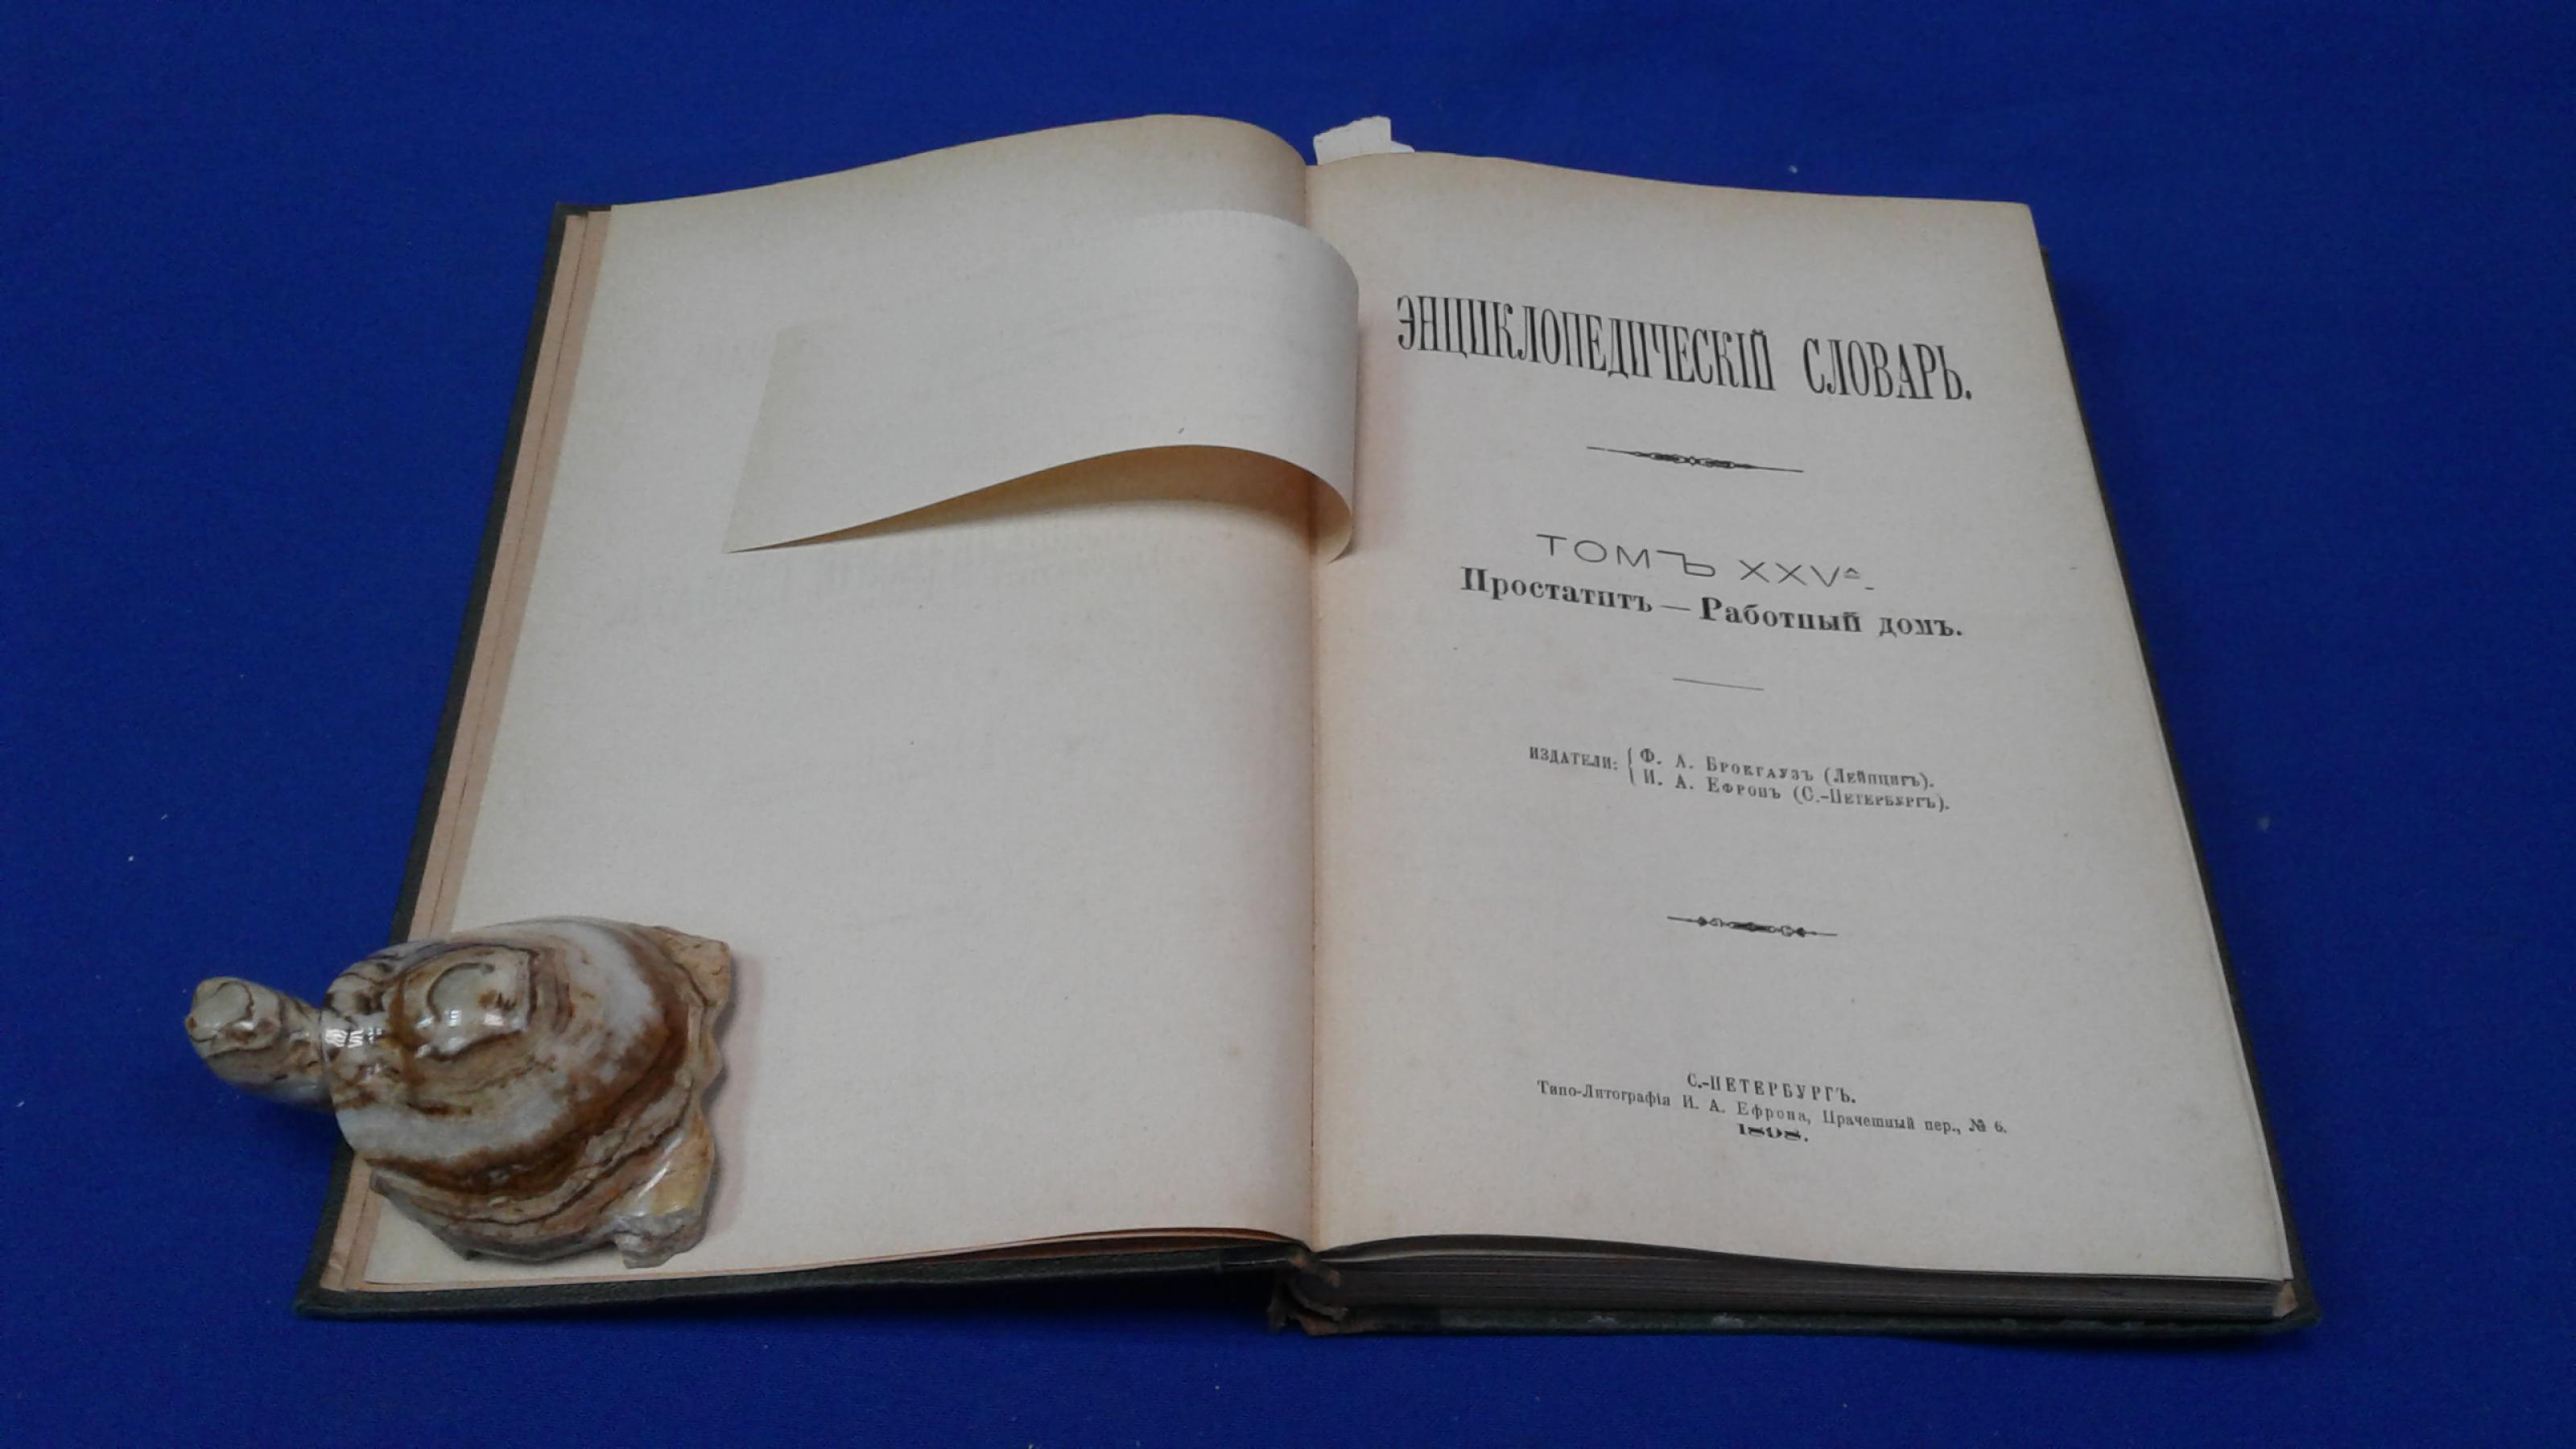 ЭНЦИКЛОПЕДИЧЕСКІЙ СЛОВАРЬ.
ТОМЪ XXVᴬ
Простатитъ — Работный домъ.
ИЗДАТЕЛИ: { Ф. А. Брокгаузъ (Лейпцигъ).
И. А. Ефронъ (С.-Петербургъ).
С.-ПЕТЕРБУРГЪ.
Типо-Литографія И. А. Ефрона, Прачешный пер., № 6.
1898.